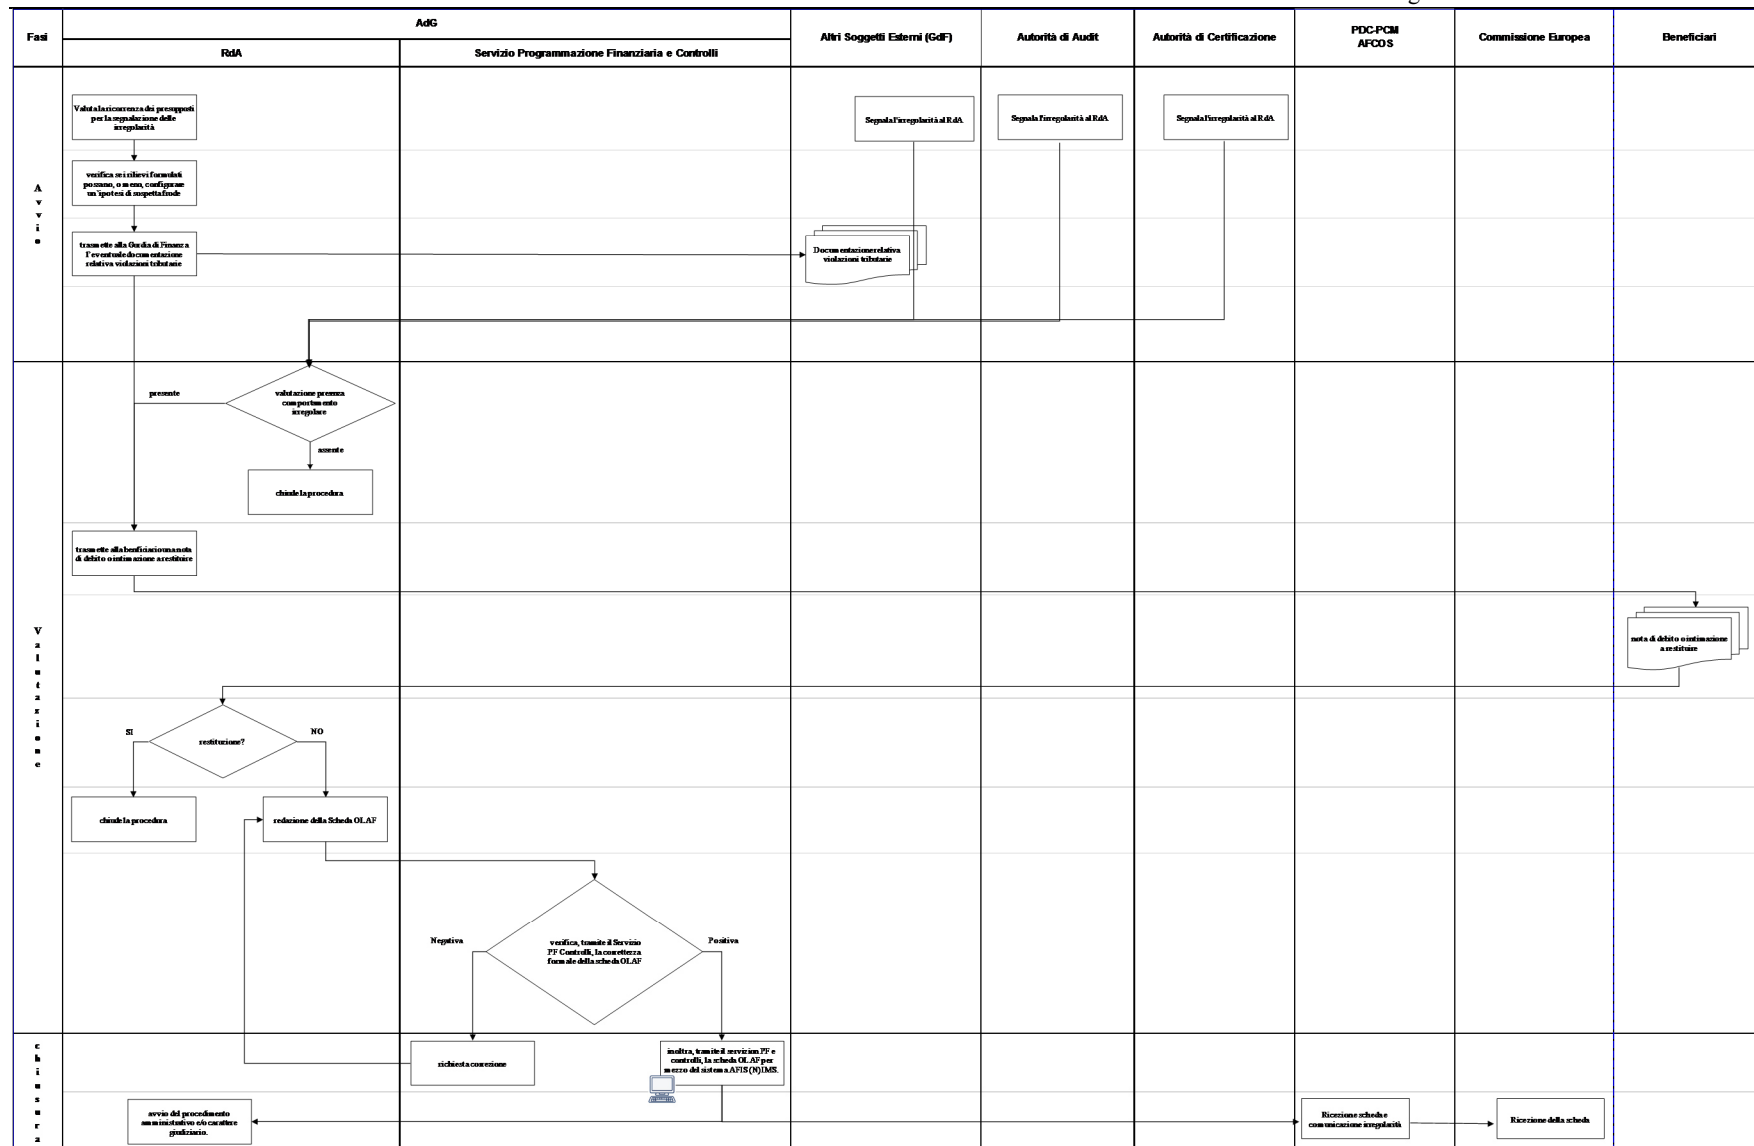 Fasi
AdG
RdA
Servizio Programmazione Finanziaria e Controlli
Altri Soggetti Esterni (GdF)
Autorità di Audit
Autorità di Certificazione
PDC-PCM
AFCOS
Commissione Europea
Beneficiari
Avvio
Valuta la ricorrenza dei presupposti
per la segnalazione delle
irregolarità
Segnala l'irregolarità al RdA
Segnala l'irregolarità al RdA
Segnala l'irregolarità al RdA
verifica se i rilievi formulati
possano, o meno, configurare
un'ipotesi di sospetta frode
trasmette alla Gurdia di Finanza
l'eventuale documentazione
relativa violazioni tributarie
Documentazione relativa
violazioni tributarie
Valutazione
presente
valutazione presenza
comportamento
irregolare
assente
chiude la procedura
trasmette alla benficiario una nota
di debito o intimazione a restituire
nota di debito o intimazione
a restituire
SI
restituzione?
NO
chiude la procedura
redazione della Scheda OLAF
Negativa
verifica, tramite il Servizio
PF Controlli, la correttezza
formale della scheda OLAF
Positiva
chiusura
richiesta correzione
inoltra, tramite il servizion PF e
controlli, la scheda OLAF per
mezzo del sistema AFIS (N) IMS.
avvio del procedimento
amministrativo e/o carattere
giudiziario.
Ricezione scheda e
comunicazione irregolarità
Ricezione della scheda